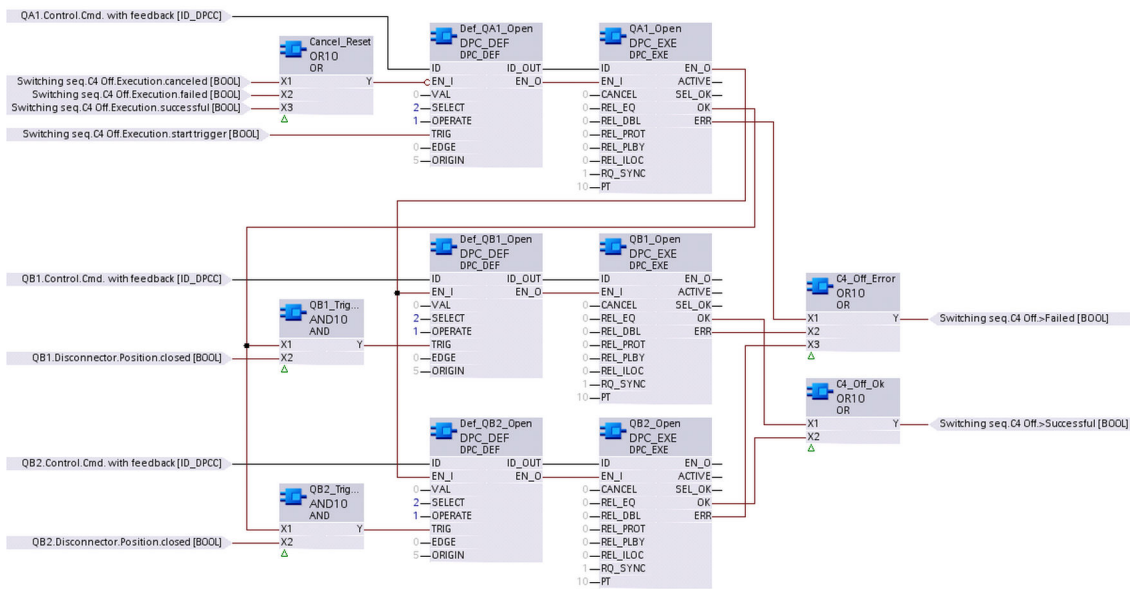 QA1.Control.Cmd. with feedback [ID_DPCC]
Switching seq.C4 Off.Execution.canceled [BOOL]
Switching seq.C4 Off.Execution.failed [BOOL]
Switching seq.C4 Off.Execution.successful [BOOL]
Switching seq.C4 Off.Execution.start trigger [BOOL]
Cancel_Reset
OR10
OR
X1 Y
X2
X3
Def_QA1_Open
DPC_DEF
DPC_DEF
ID ID_OUT
EN_I EN_O
0 VAL
2 SELECT
1 OPERATE
TRIG
0 EDGE
5 ORIGIN
QA1_Open
DPC_EXE
DPC_EXE
ID EN_O
EN_I ACTIVE
0 CANCEL SEL_OK
0 REL_EQ OK
0 REL_DBL ERR
0 REL_PROT
0 REL_PLBY
0 REL_ILOC
1 RQ_SYNC
10 PT
QB1.Control.Cmd. with feedback [ID_DPCC]
QB1.Disconnector.Position.closed [BOOL]
QB1_Trig...
AND10
AND
X1 Y
X2
Def_QB1_Open
DPC_DEF
DPC_DEF
ID ID_OUT
EN_I EN_O
0 VAL
2 SELECT
1 OPERATE
TRIG
0 EDGE
5 ORIGIN
QB1_Open
DPC_EXE
DPC_EXE
ID EN_O
EN_I ACTIVE
0 CANCEL SEL_OK
0 REL_EQ OK
0 REL_DBL ERR
0 REL_PROT
0 REL_PLBY
0 REL_ILOC
1 RQ_SYNC
10 PT
C4_Off_Error
OR10
OR
X1 Y
X2
X3
Switching seq.C4 Off.>Failed [BOOL]
C4_Off_Ok
OR10
OR
X1 Y
X2
Switching seq.C4 Off.>Successful [BOOL]
QB2.Control.Cmd. with feedback [ID_DPCC]
QB2.Disconnector.Position.closed [BOOL]
QB2_Trig...
AND10
AND
X1 Y
X2
Def_QB2_Open
DPC_DEF
DPC_DEF
ID ID_OUT
EN_I EN_O
0 VAL
2 SELECT
1 OPERATE
TRIG
0 EDGE
5 ORIGIN
QB2_Open
DPC_EXE
DPC_EXE
ID EN_O
EN_I ACTIVE
0 CANCEL SEL_OK
0 REL_EQ OK
0 REL_DBL ERR
0 REL_PROT
0 REL_PLBY
0 REL_ILOC
1 RQ_SYNC
10 PT